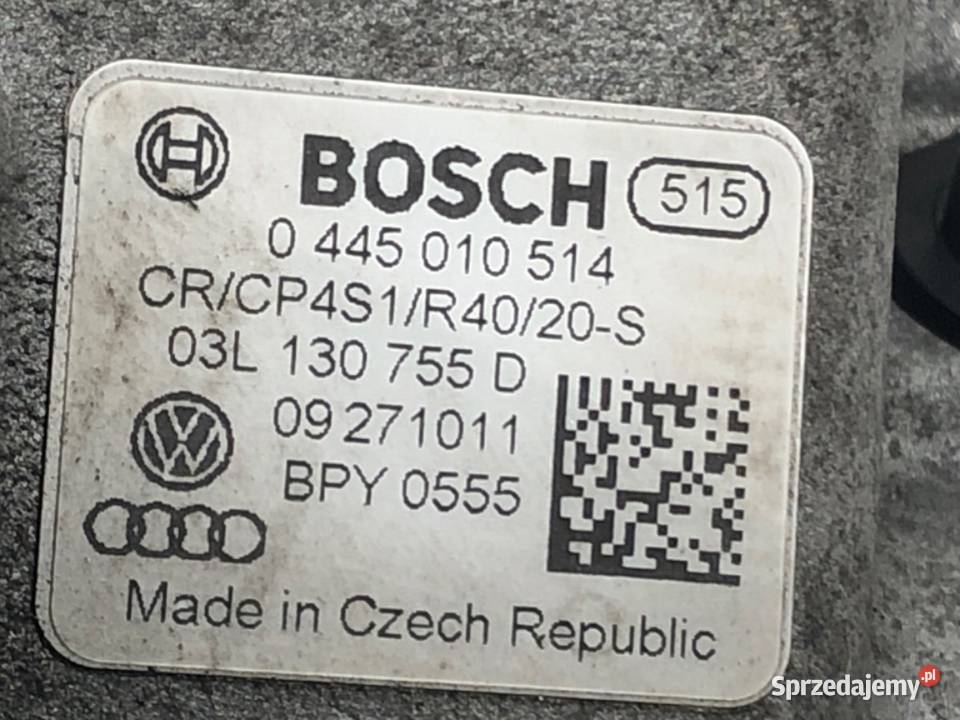 BOSCH 515
0 445 010 514
CR/CP4S1/R40/20-S
03L 130 755 D
09 271011
BPY 0555
Made in Czech Republic
Sprzedajemy.pl